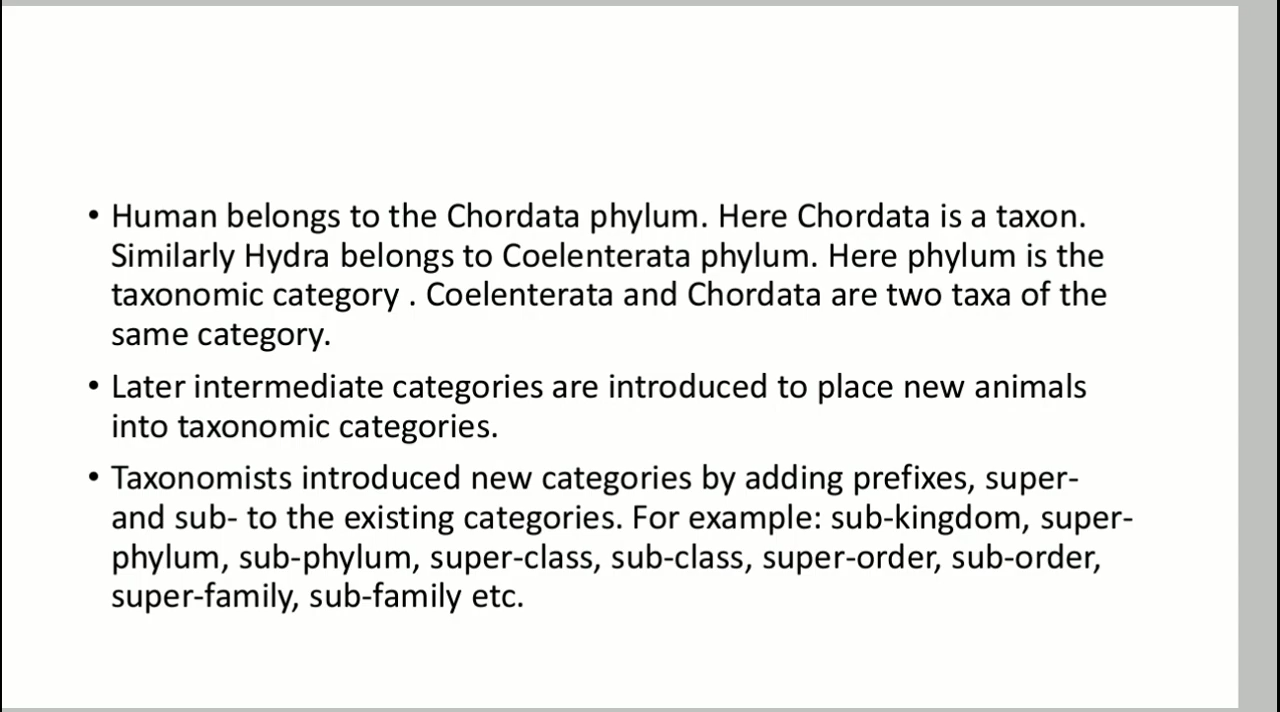 • Human belongs to the Chordata phylum. Here Chordata is a taxon.
Similarly Hydra belongs to Coelenterata phylum. Here phylum is the
taxonomic category . Coelenterata and Chordata are two taxa of the
same category.
• Later intermediate categories are introduced to place new animals
into taxonomic categories.
• Taxonomists introduced new categories by adding prefixes, super-
and sub- to the existing categories. For example: sub-kingdom, super-
phylum, sub-phylum, super-class, sub-class, super-order, sub-order,
super-family, sub-family etc.